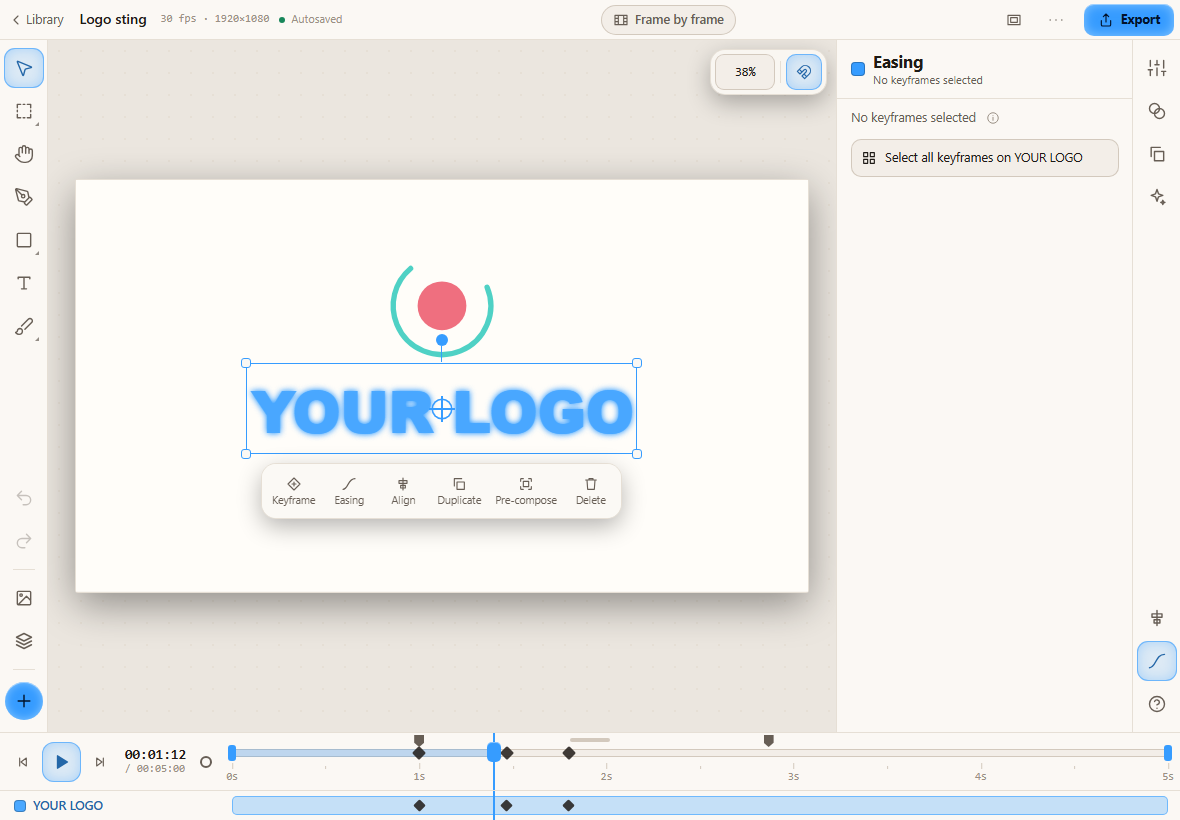 Library
Logo sting
30 fps · 1920×1080
Autosaved
Frame by frame
Export
38%
Easing
No keyframes selected
No keyframes selected
Select all keyframes on YOUR LOGO
YOUR LOGO
Keyframe
Easing
Align
Duplicate
Pre-compose
Delete
00:01:12
/ 00:05:00
0s
1s
2s
3s
4s
5s
YOUR LOGO